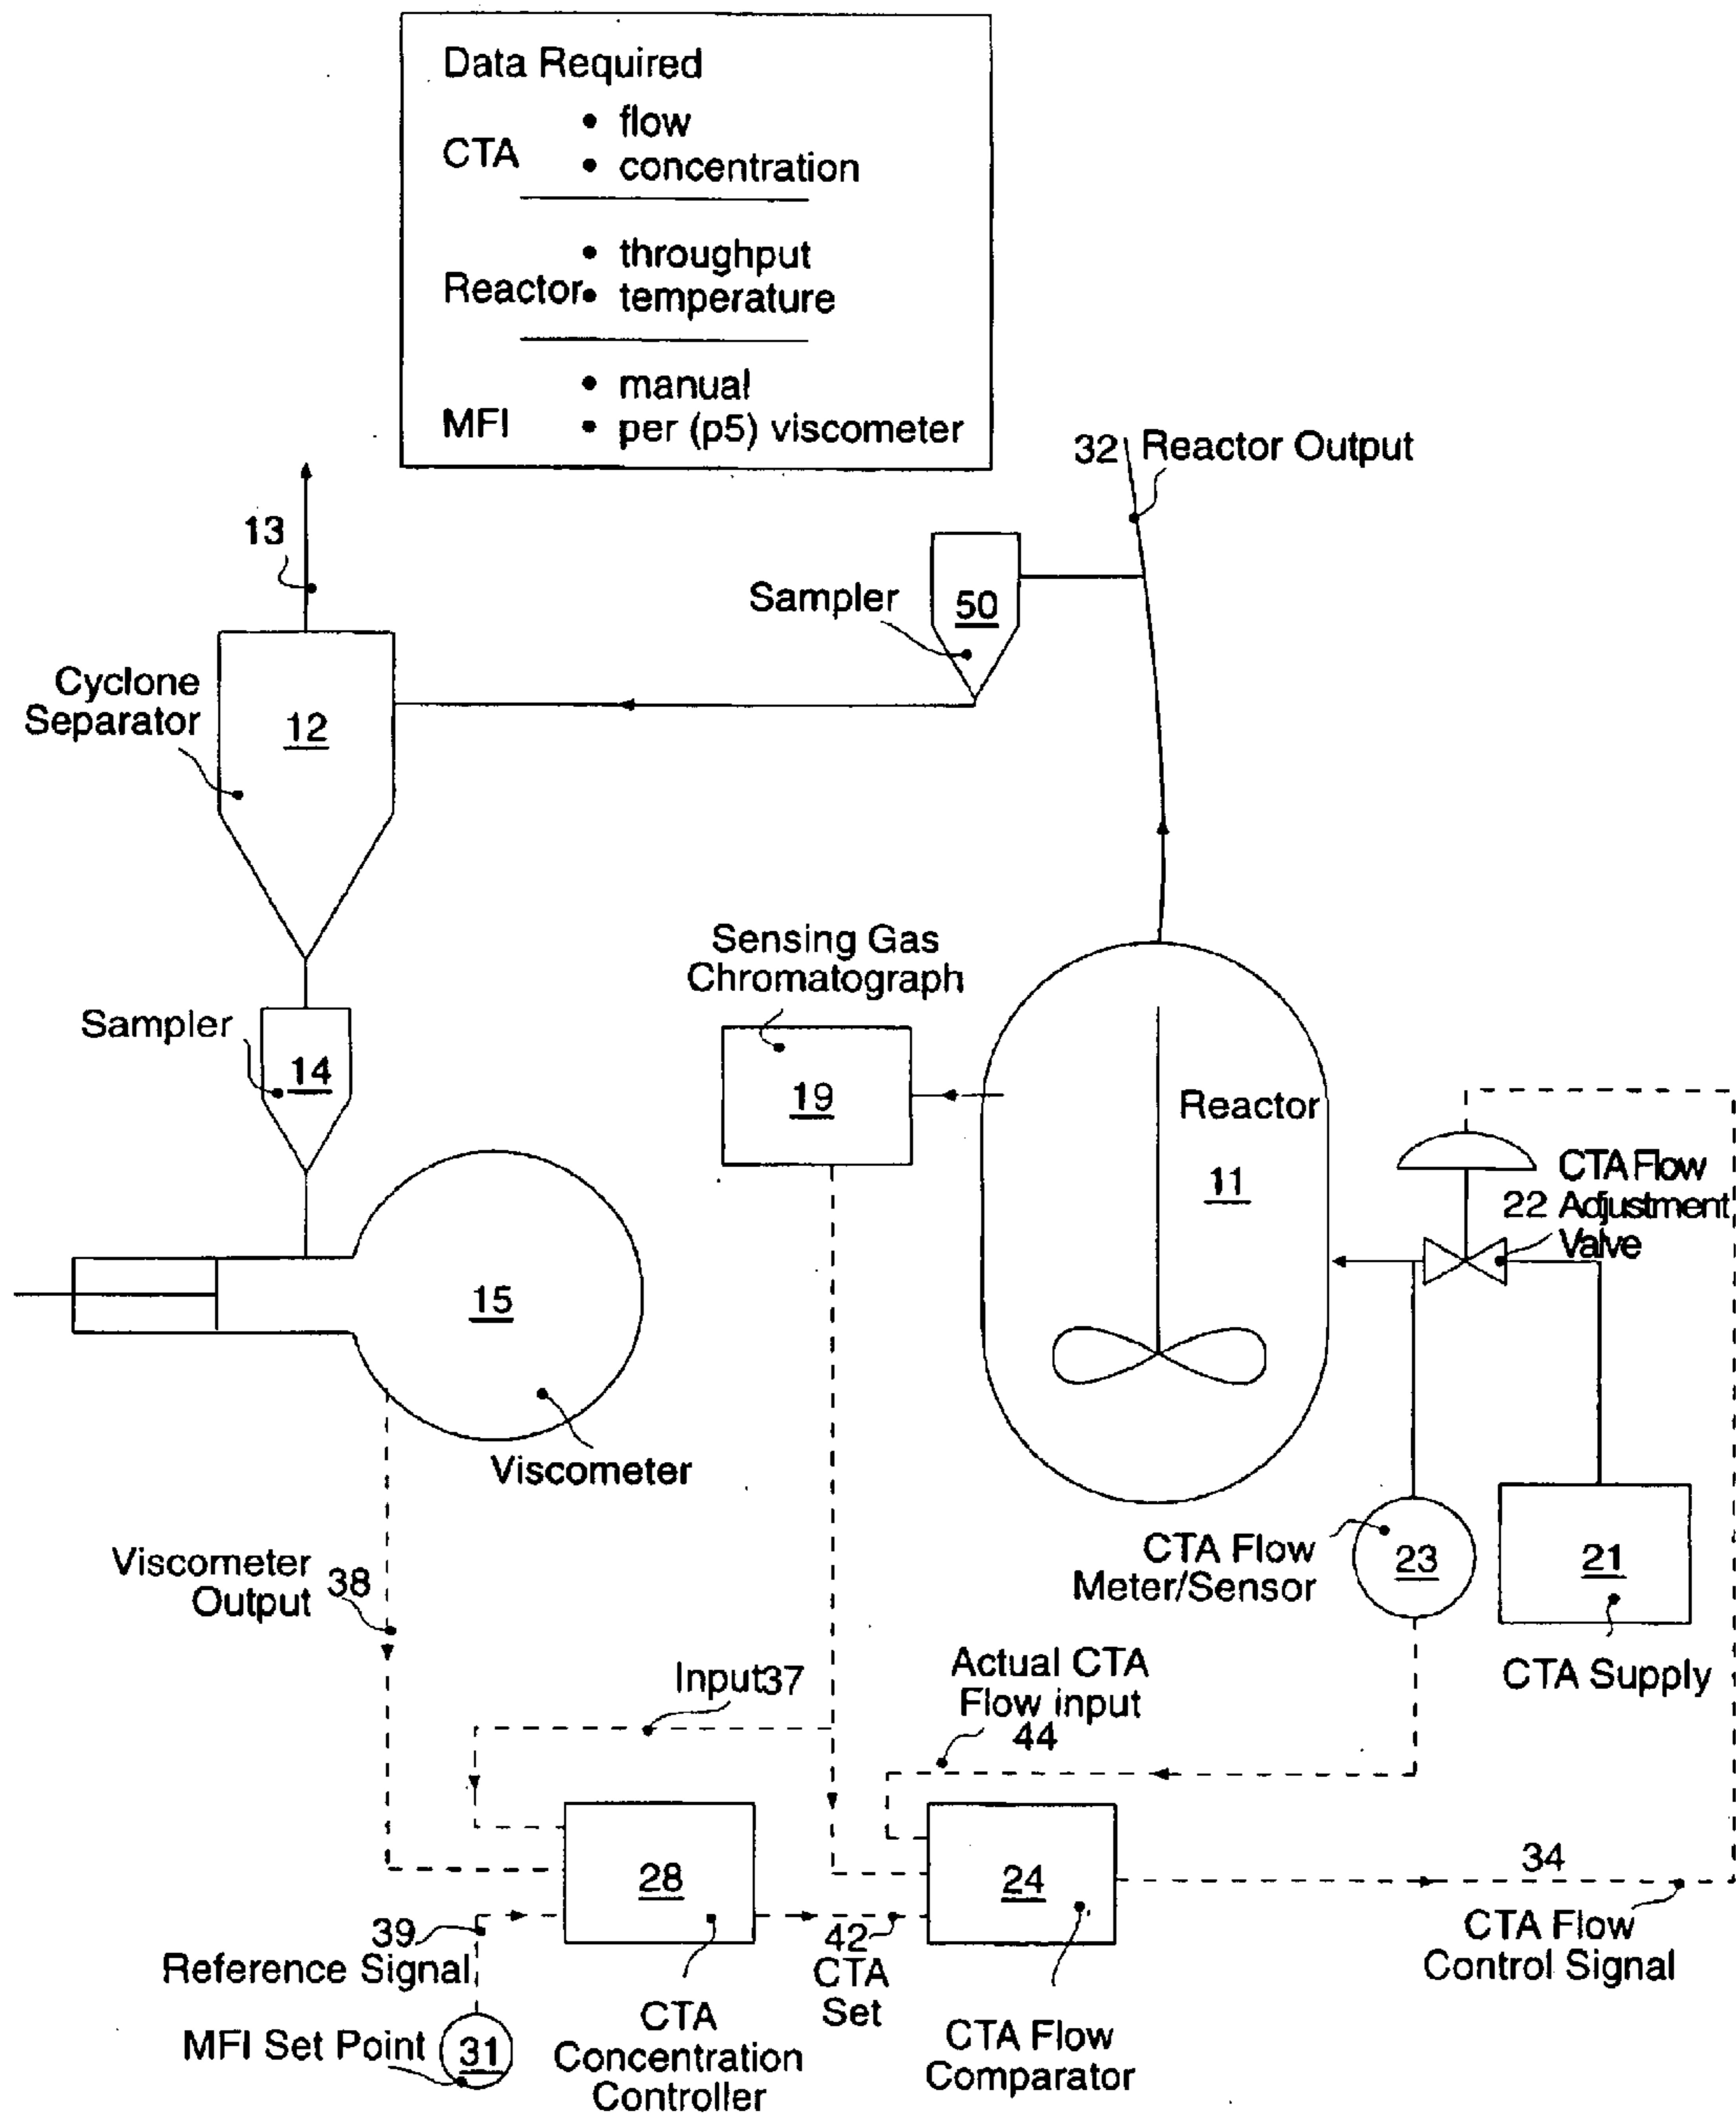 Data Required
CTA
• flow
• concentration
Reactor
• throughput
• temperature
MFI
• manual
• per (p5) viscometer
32 Reactor Output
13
Sampler
50
Cyclone
Separator
12
Sensing Gas
Chromatograph
19
Sampler
14
Reactor
11
CTA Flow
22 Adjustment
Valve
15
Viscometer
CTA Flow
Meter/Sensor
23
21
CTA Supply
Viscometer
Output
38
Input 37
Actual CTA
Flow input
44
28
24
34
CTA Flow
Control Signal
39
Reference Signal
42
CTA
Set
MFI Set Point
31
CTA
Concentration
Controller
CTA Flow
Comparator